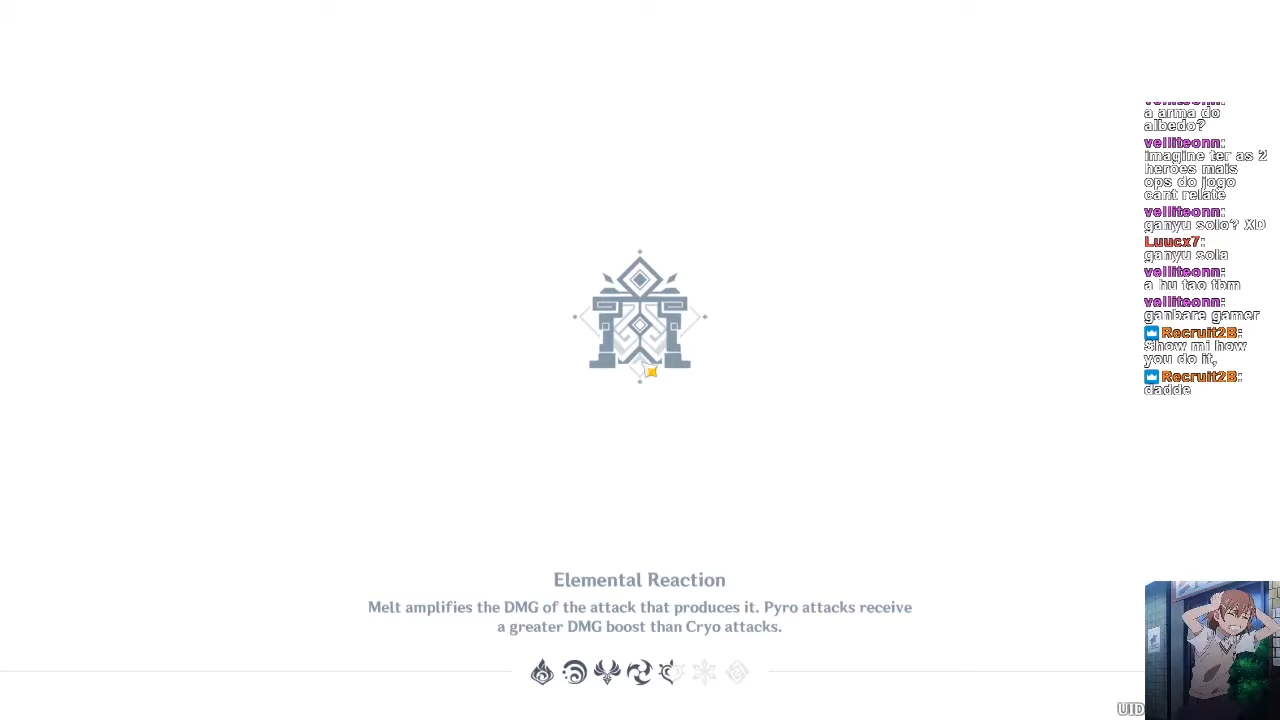 a arma do
albedo?
velliteonn:
imagine ter as 2
heroes mais
ops do jogo
cant relate
velliteonn:
ganyu solo? XD
Luucx7:
ganyu sola
velliteonn:
a hu tao tbm
velliteonn:
ganbare gamer
Recruit2B:
Show mi how
you do it,
Recruit2B:
dadde
Elemental Reaction
Melt amplifies the DMG of the attack that produces it. Pyro attacks receive
a greater DMG boost than Cryo attacks.
UID